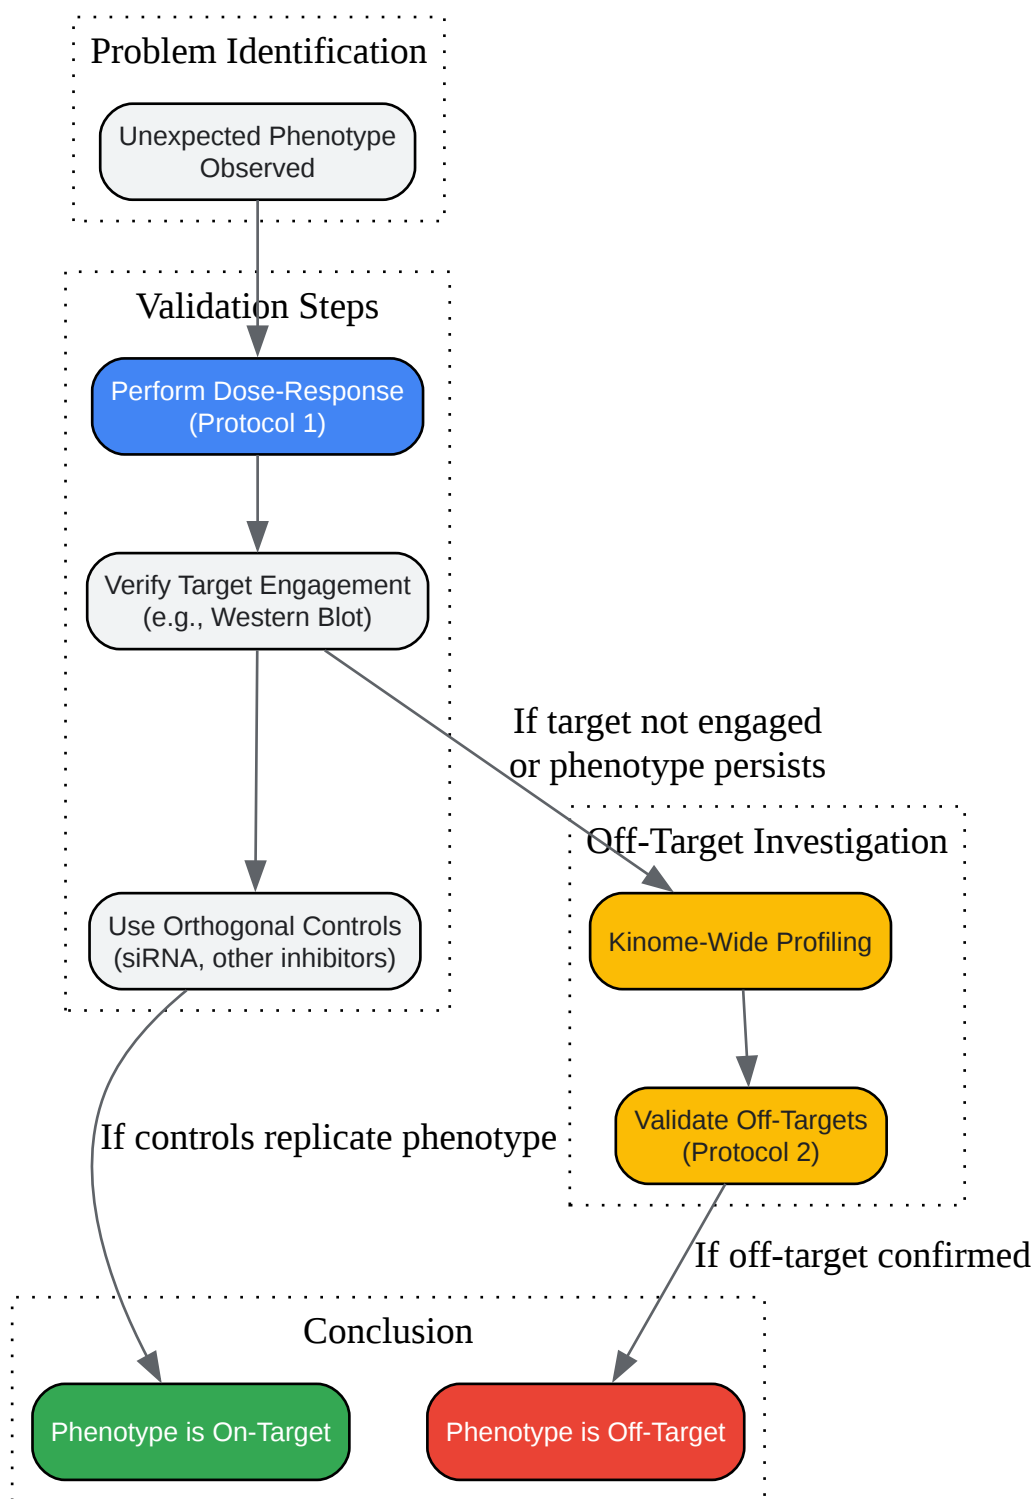 Problem Identification
Unexpected Phenotype
Observed
Validation Steps
Perform Dose-Response
(Protocol 1)
Verify Target Engagement
(e.g., Western Blot)
If target not engaged
or phenotype persists
Off-Target Investigation
Use Orthogonal Controls
(siRNA, other inhibitors)
Kinome-Wide Profiling
If controls replicate phenotype
Validate Off-Targets
(Protocol 2)
If off-target confirmed
Conclusion
Phenotype is On-Target
Phenotype is Off-Target